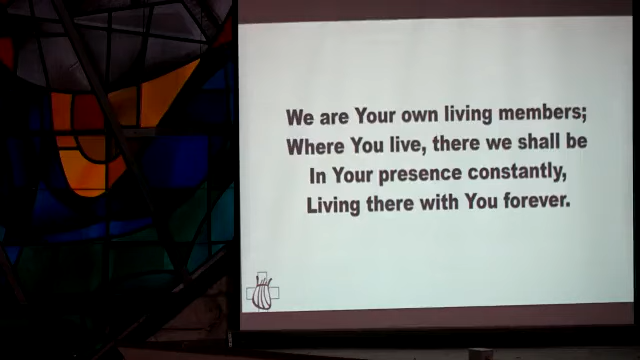 We are Your own living members;
Where You live, there we shall be
In Your presence constantly,
Living there with You forever.